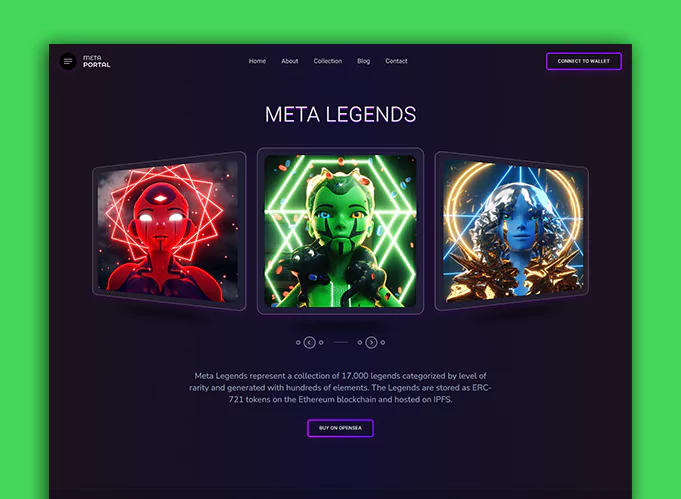 META
PORTAL
Home About Collection Blog Contact
CONNECT TO WALLET
META LEGENDS
Meta Legends represent a collection of 17,000 legends categorized by level of
rarity and generated with hundreds of elements. The Legends are stored as ERC-
721 tokens on the Ethereum blockchain and hosted on IPFS.
BUY ON OPENSEA